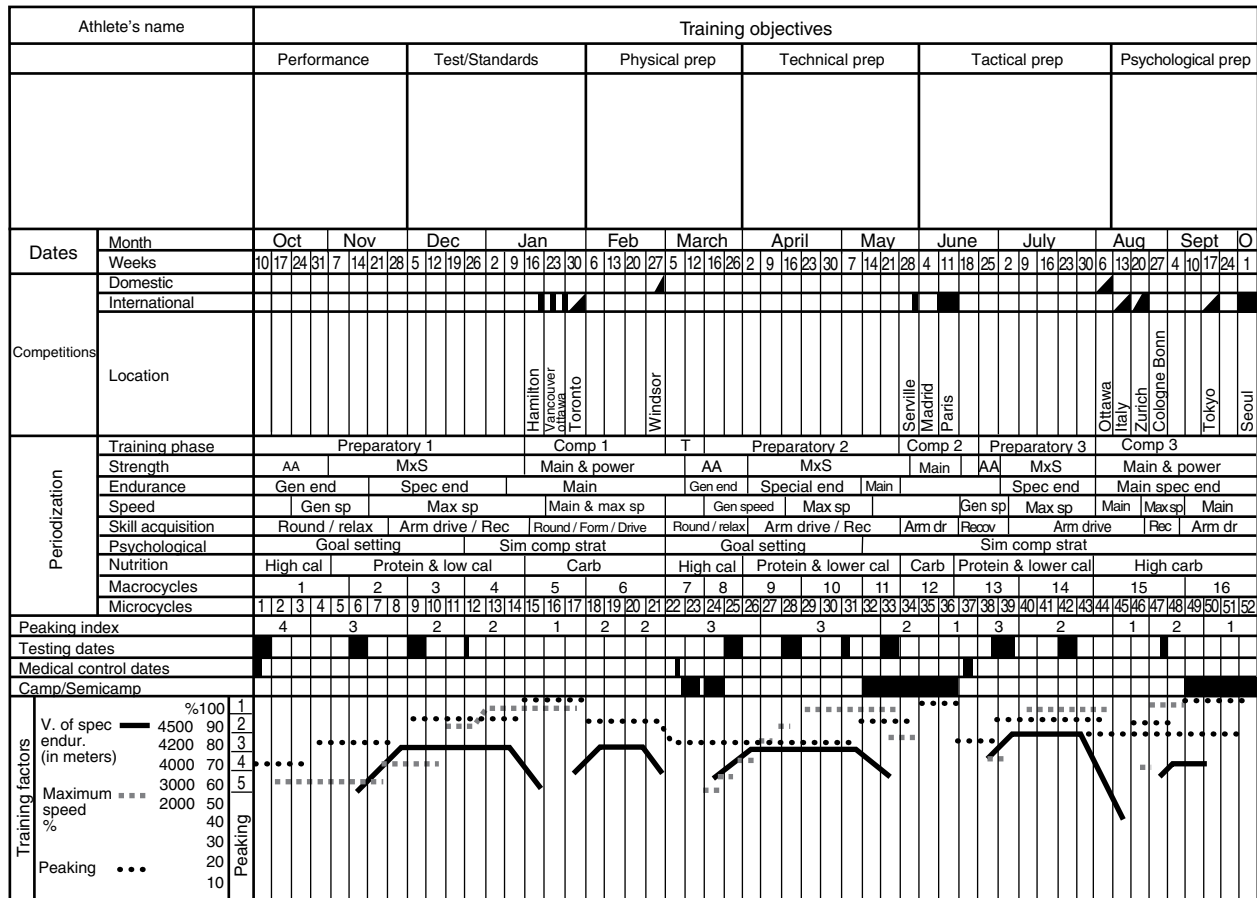 Athlete's name
Training objectives
Performance Test/Standards Physical prep Technical prep Tactical prep Psychological prep
Dates
Month Oct Nov Dec Jan Feb March April May June July Aug Sept O
Weeks 10 17 24 31 7 14 21 28 5 12 19 26 2 9 16 23 30 6 13 20 27 5 12 16 26 2 9 16 23 30 7 14 21 28 4 11 18 25 2 9 16 23 30 6 13 20 27 4 10 17 24 1
Competitions
Domestic
International
Location Hamilton Vancouver ottawa Toronto Windsor Serville Madrid Paris Ottawa Italy Zurich Cologne Bonn Tokyo Seoul
Periodization
Training phase Preparatory 1 Comp 1 T Preparatory 2 Comp 2 Preparatory 3 Comp 3
Strength AA MxS Main & power AA MxS Main AA MxS Main & power
Endurance Gen end Spec end Main Gen end Special end Main Spec end Main spec end
Speed Gen sp Max sp Main & max sp Gen speed Max sp Gen sp Max sp Main Max sp Main
Skill acquisition Round / relax Arm drive / Rec Round / Form / Drive Round / relax Arm drive / Rec Arm dr Recov Arm drive Rec Arm dr
Psychological Goal setting Sim comp strat Goal setting Sim comp strat
Nutrition High cal Protein & low cal Carb High cal Protein & lower cal Carb Protein & lower cal High carb
Macrocycles 1 2 3 4 5 6 7 8 9 10 11 12 13 14 15 16
Microcycles 1 2 3 4 5 6 7 8 9 10 11 12 13 14 15 16 17 18 19 20 21 22 23 24 25 26 27 28 29 30 31 32 33 34 35 36 37 38 39 40 41 42 43 44 45 46 47 48 49 50 51 52
Peaking index 4 3 2 2 1 2 2 3 3 2 1 3 2 1 2 1
Testing dates
Medical control dates
Camp/Semicamp
Training factors
%100 1
V. of spec 4500 90 2
endur. 4200 80 3
(in meters) 4000 70 4
3000 60 5
Maximum 2000 50
speed 40
% 30
Peaking 20
10
Peaking